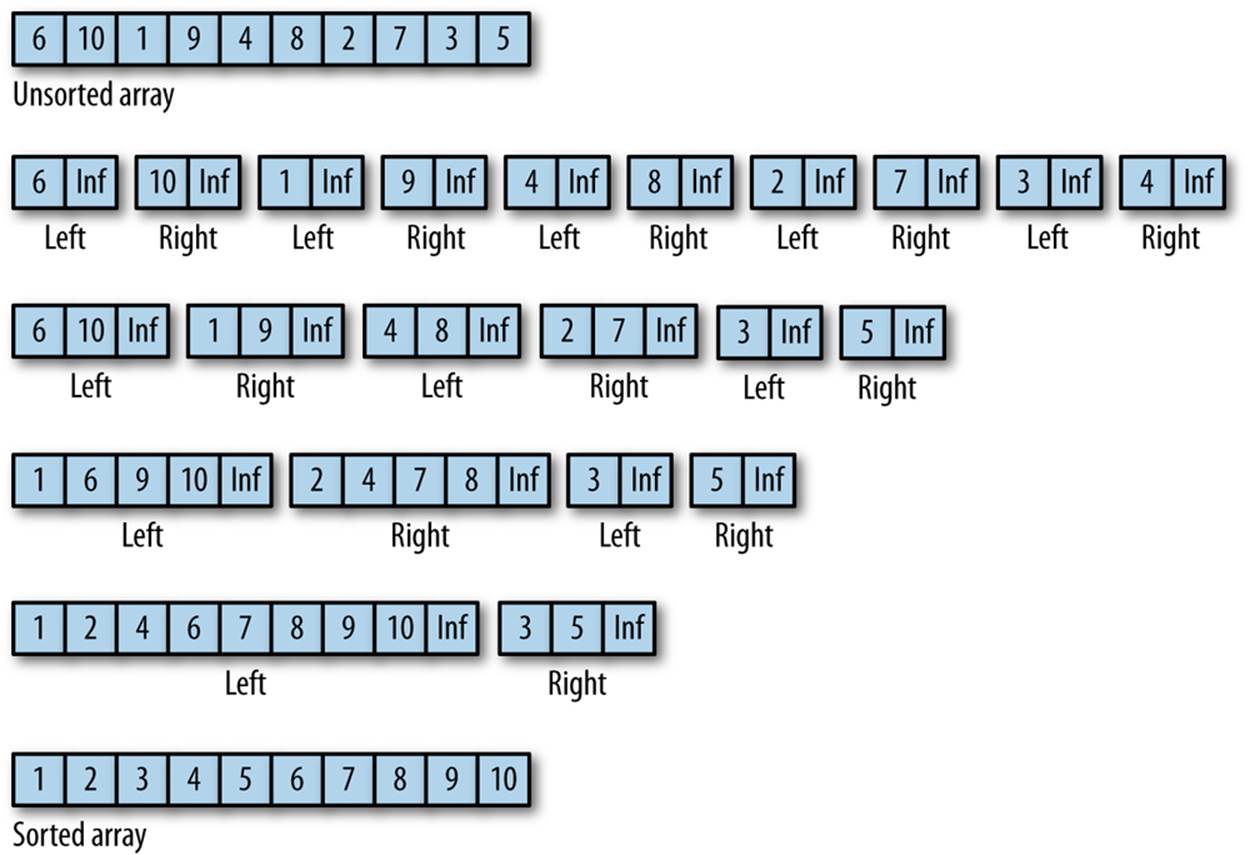 6 10 1 9 4 8 2 7 3 5
Unsorted array
6 Inf 10 Inf 1 Inf 9 Inf 4 Inf 8 Inf 2 Inf 7 Inf 3 Inf 4 Inf
Left Right Left Right Left Right Left Right Left Right
6 10 Inf 1 9 Inf 4 8 Inf 2 7 Inf 3 Inf 5 Inf
Left Right Left Right Left Right
1 6 9 10 Inf 2 4 7 8 Inf 3 Inf 5 Inf
Left Right Left Right
1 2 4 6 7 8 9 10 Inf 3 5 Inf
Left Right
1 2 3 4 5 6 7 8 9 10
Sorted array